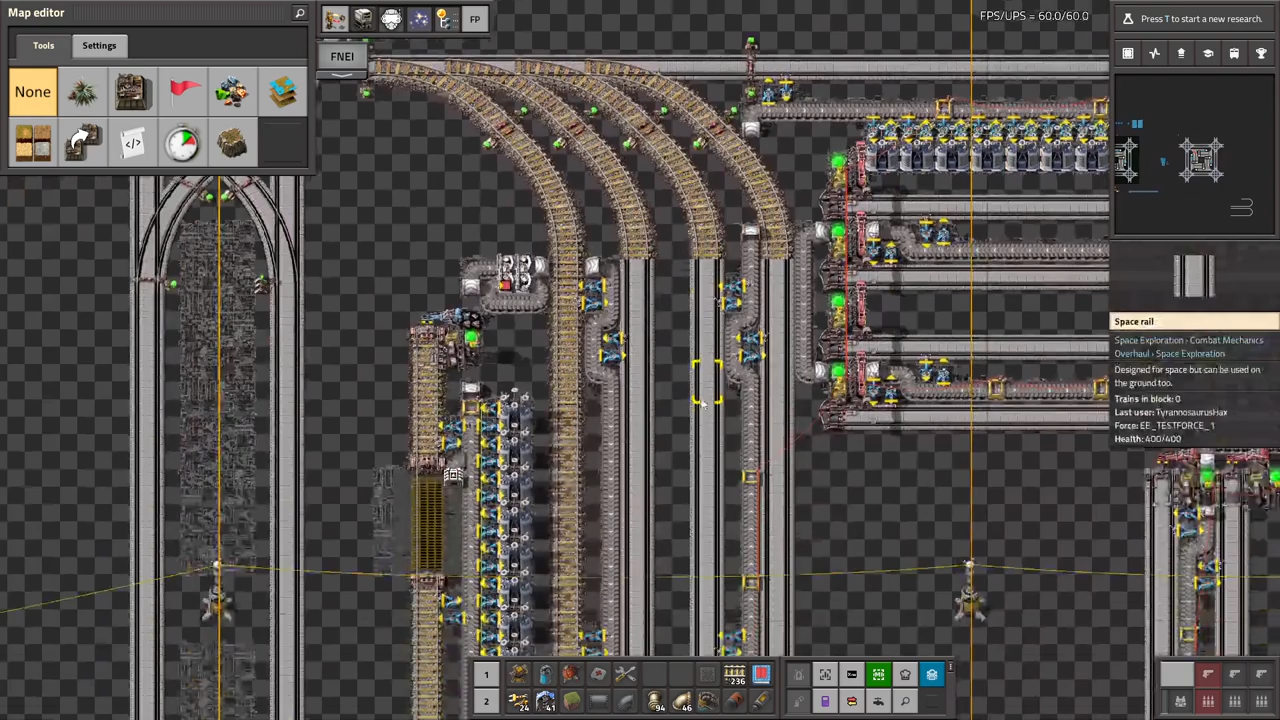 Map editor
Tools
Settings
None
FP
FNEI
FPS/UPS = 60.0/60.0
Press T to start a new research.
Space rail
Space Exploration › Combat Mechanics
Overhaul › Space Exploration
Designed for space but can be used on
the ground too.
Trains in block: 0
Last user: TyrannosaurusHax
Force: EE_TESTFORCE_1
Health: 400/400
1
236
2
24
41
94
46